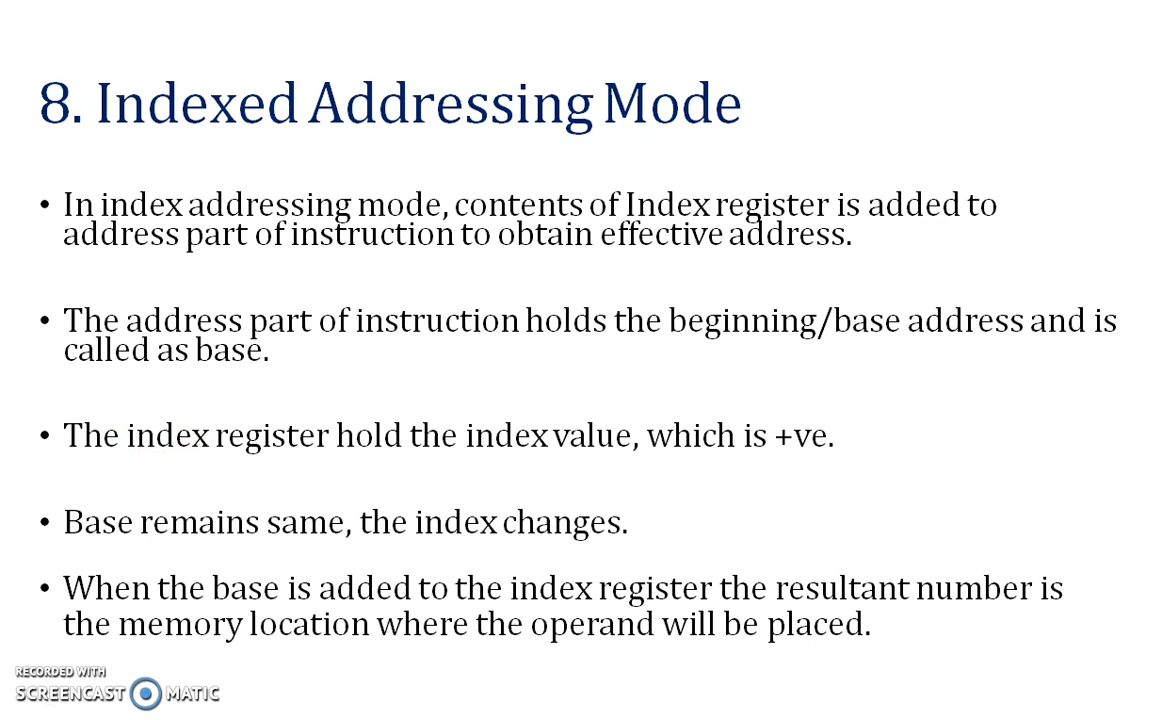 8. Indexed Addressing Mode
• In index addressing mode, contents of Index register is added to
address part of instruction to obtain effective address.
• The address part of instruction holds the beginning/base address and is
called as base.
• The index register hold the index value, which is +ve.
• Base remains same, the index changes.
• When the base is added to the index register the resultant number is
the memory location where the operand will be placed.
RECORDED WITH
SCREENCAST MATIC